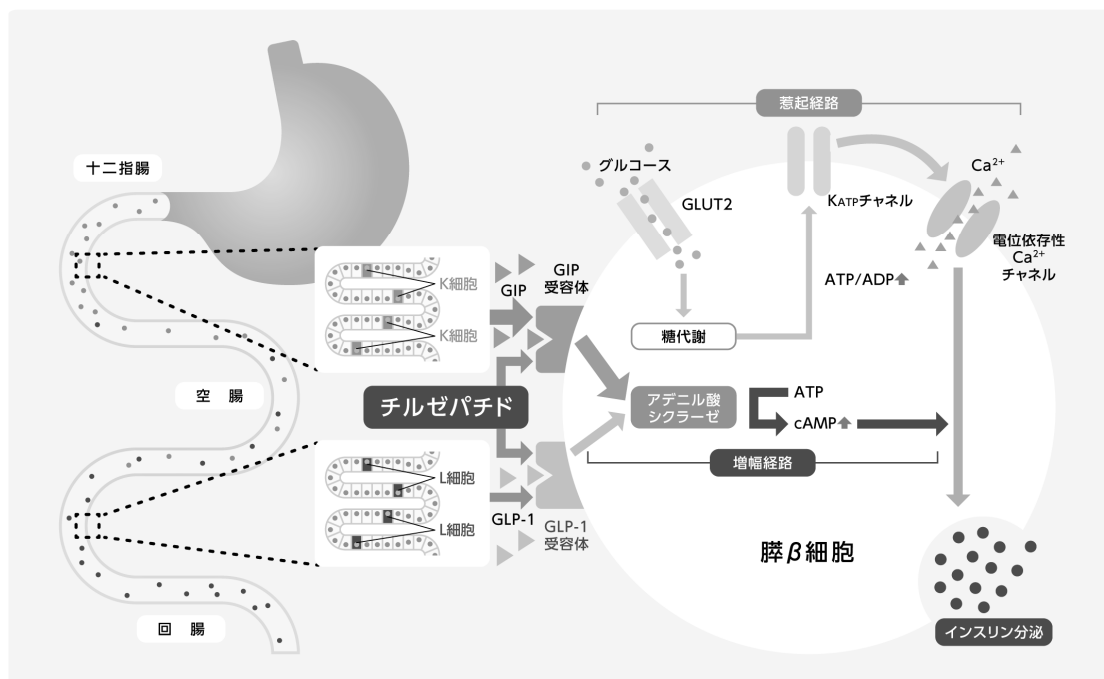 惹起経路
十二指腸
グルコース
GLUT2
KATPチャネル
Ca2+
電位依存性
Ca2+
チャネル
ATP/ADP
K細胞
K細胞
GIP
GIP
受容体
糖代謝
空 腸
チルゼパチド
アデニル酸
シクラーゼ
ATP
cAMP
増幅経路
L細胞
L細胞
GLP-1
GLP-1
受容体
膵β細胞
回 腸
インスリン分泌